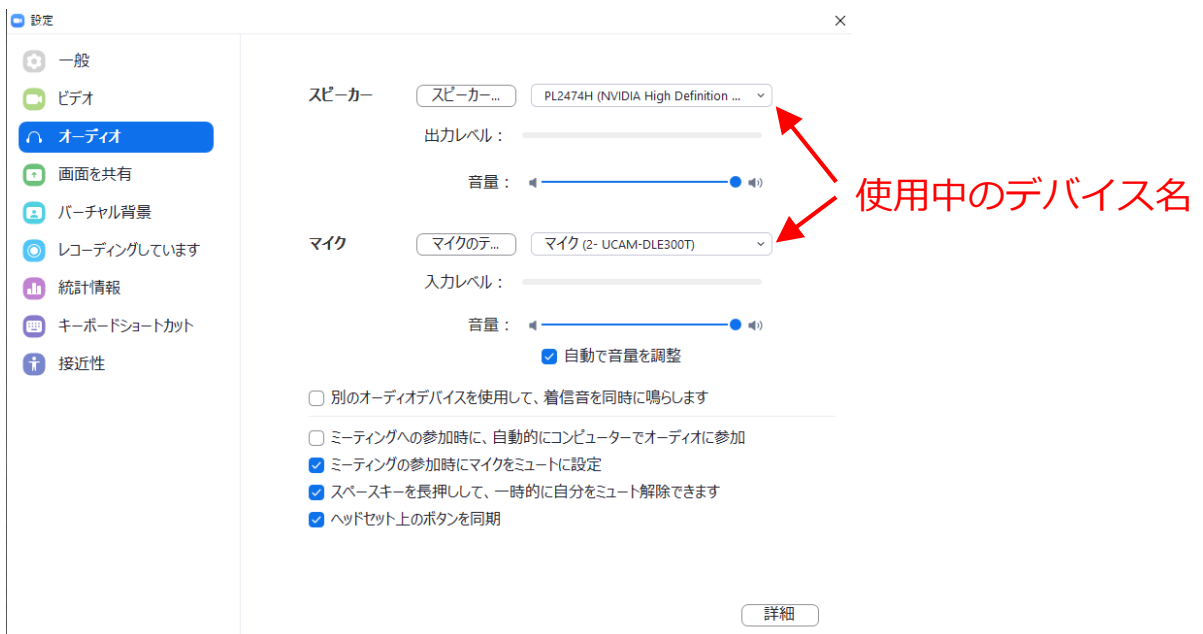 設定
一般
ビデオ
オーディオ
画面を共有
バーチャル背景
レコーディングしています
統計情報
キーボードショートカット
接近性
スピーカー スピーカー... PL2474H (NVIDIA High Definition ...
出力レベル：
音量：
マイク マイクのテ... マイク (2- UCAM-DLE300T)
入力レベル：
音量：
自動で音量を調整
別のオーディオデバイスを使用して、着信音を同時に鳴らします
ミーティングへの参加時に、自動的にコンピューターでオーディオに参加
ミーティングの参加時にマイクをミュートに設定
スペースキーを長押しして、一時的に自分をミュート解除できます
ヘッドセット上のボタンを同期
詳細
使用中のデバイス名